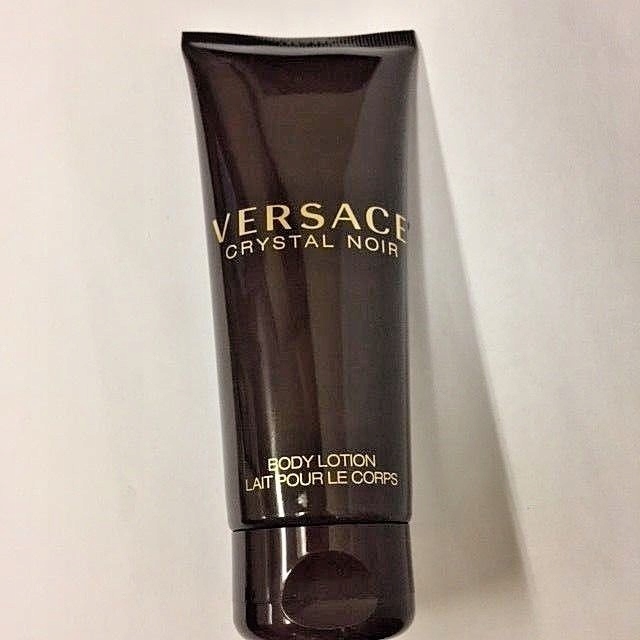 VERSACE
CRYSTAL NOIR
BODY LOTION
LAIT POUR LE CORPS